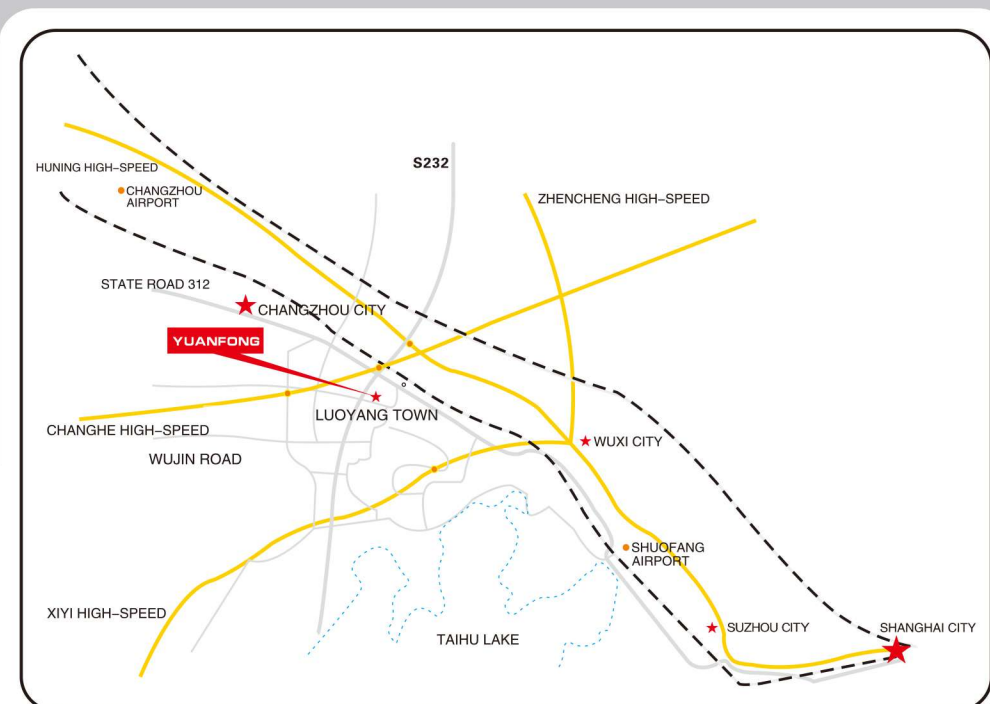 S232
HUNING HIGH-SPEED
CHANGZHOU
AIRPORT
ZHENCHENG HIGH-SPEED
STATE ROAD 312
CHANGZHOU CITY
YUANFONG
LUOYANG TOWN
CHANGHE HIGH-SPEED
WUXI CITY
WUJIN ROAD
SHUOFANG
AIRPORT
XIYI HIGH-SPEED
TAIHU LAKE
SUZHOU CITY
SHANGHAI CITY